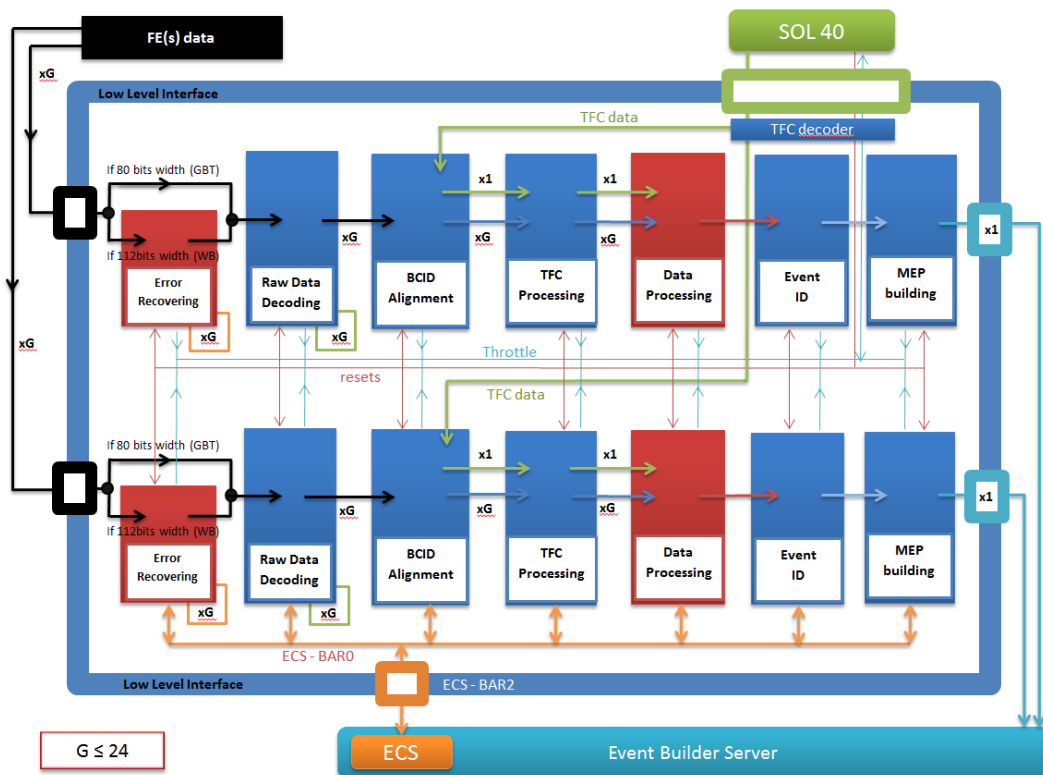 FE(s) data
SOL 40
xG
Low Level Interface
TFC data
TFC decoder
If 80 bits width (GBT)
x1
x1
x1
xG
xG
xG
If 112bits width (WB)
Error
Recovering
Raw Data
Decoding
BCID
Alignment
TFC
Processing
Data
Processing
Event
ID
MEP
building
xG
xG
xG
Throttle
resets
TFC data
If 80 bits width (GBT)
x1
x1
x1
xG
xG
xG
If 112bits width (WB)
Error
Recovering
Raw Data
Decoding
BCID
Alignment
TFC
Processing
Data
Processing
Event
ID
MEP
building
xG
xG
ECS - BAR0
Low Level Interface
ECS - BAR2
G ≤ 24
ECS
Event Builder Server